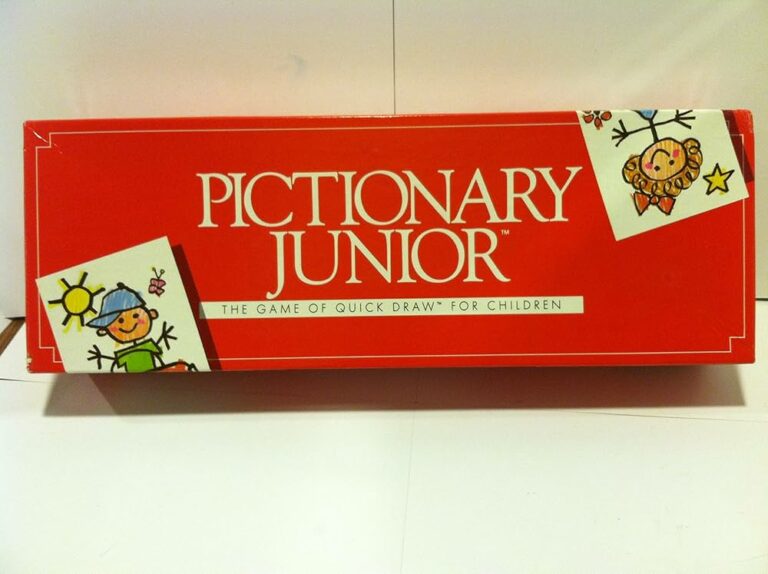 PICTIONARY
JUNIOR™
THE GAME OF QUICK DRAW™ FOR CHILDREN